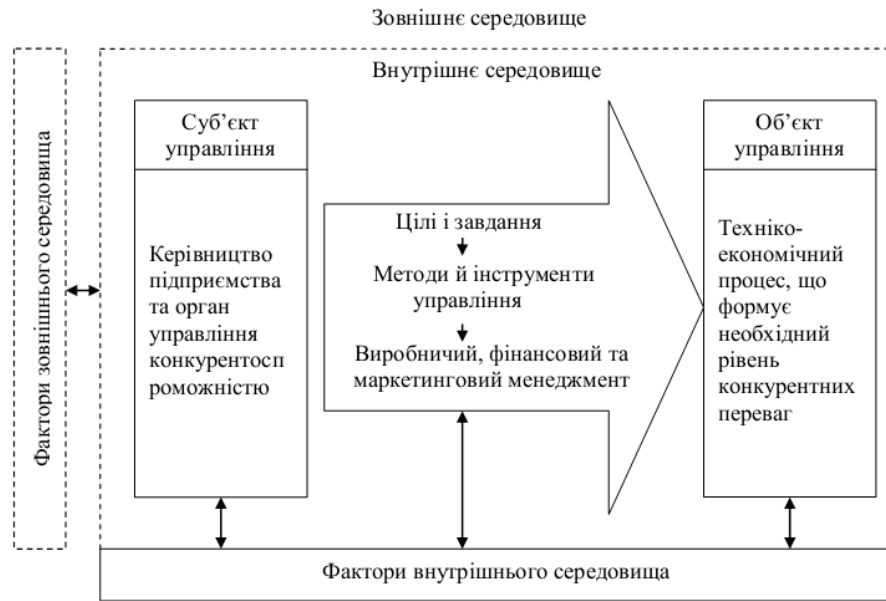 Зовнішнє середовище
Фактори зовнішнього середовища
Внутрішнє середовище
Суб’єкт
управління
Керівництво
підприємства
та орган
управління
конкурентосп
роможністю
Цілі і завдання
Методи й інструменти
управління
Виробничий, фінансовий та
маркетинговий менеджмент
Об’єкт
управління
Техніко-
економічний
процес, що
формує
необхідний
рівень
конкурентних
переваг
Фактори внутрішнього середовища